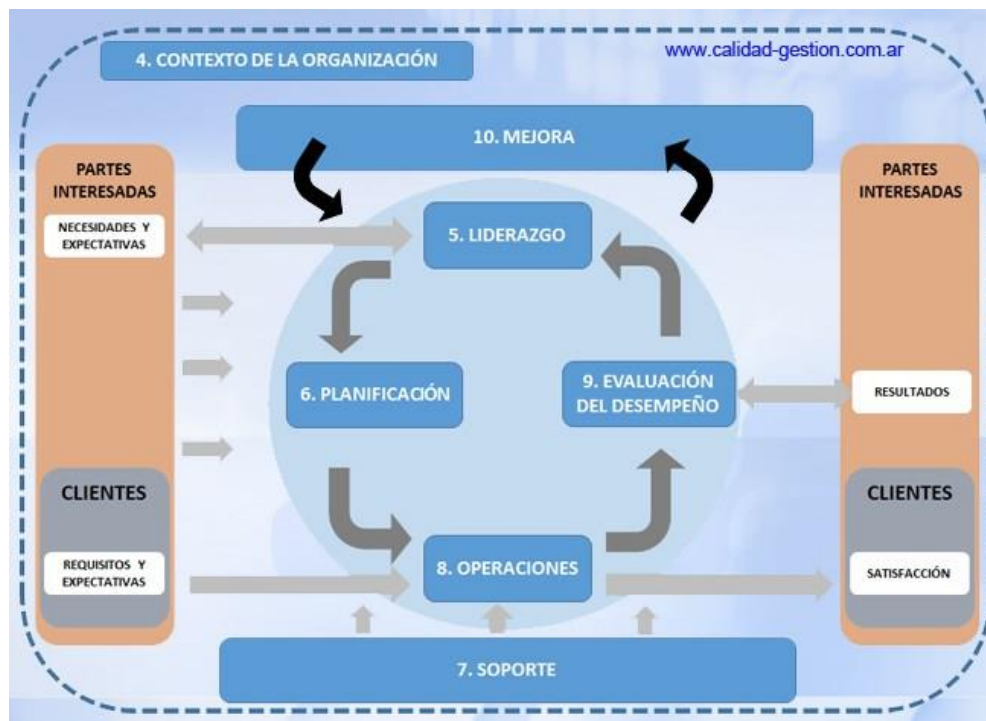 4. CONTEXTO DE LA ORGANIZACIÓN
www.calidad-gestion.com.ar
10. MEJORA
PARTES
INTERESADAS
NECESIDADES Y
EXPECTATIVAS
CLIENTES
REQUISITOS Y
EXPECTATIVAS
5. LIDERAZGO
6. PLANIFICACIÓN
9. EVALUACIÓN
DEL DESEMPEÑO
8. OPERACIONES
7. SOPORTE
PARTES
INTERESADAS
RESULTADOS
CLIENTES
SATISFACCIÓN